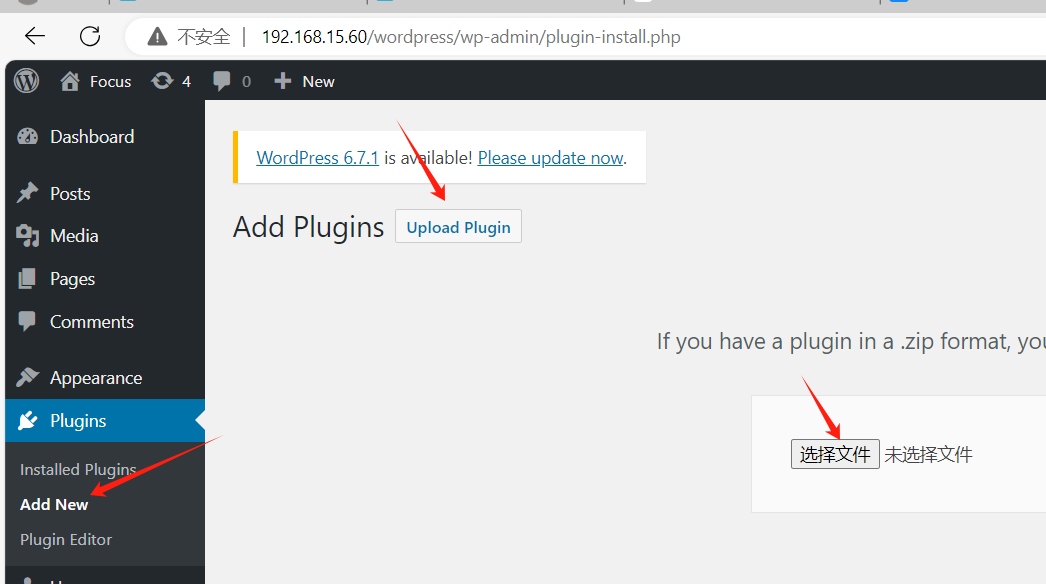 不安全 | 192.168.15.60/wordpress/wp-admin/plugin-install.php
Focus 4 0 New
Dashboard
WordPress 6.7.1 is available! Please update now.
Posts
Add Plugins Upload Plugin
Media
Pages
Comments
If you have a plugin in a .zip format, you
Appearance
Plugins
选择文件 未选择文件
Installed Plugins
Add New
Plugin Editor